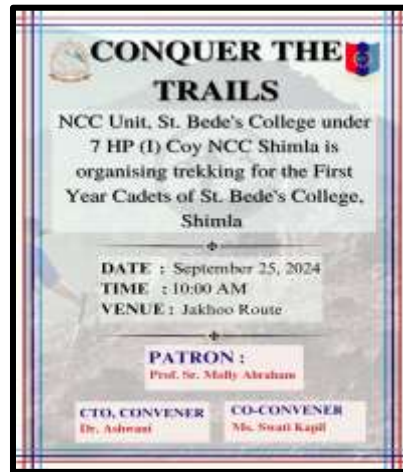 CONQUER THE
TRAILS
NCC Unit, St. Bede's College under
7 HP (I) Coy NCC Shimla is
organising trekking for the First
Year Cadets of St. Bede's College,
Shimla
DATE : September 25, 2024
TIME : 10:00 AM
VENUE : Jakhoo Route
PATRON :
Prof. Sr. Molly Abraham
CTO, CONVENER
Dr. Ashwani
CO-CONVENER
Ms. Swati Kapil